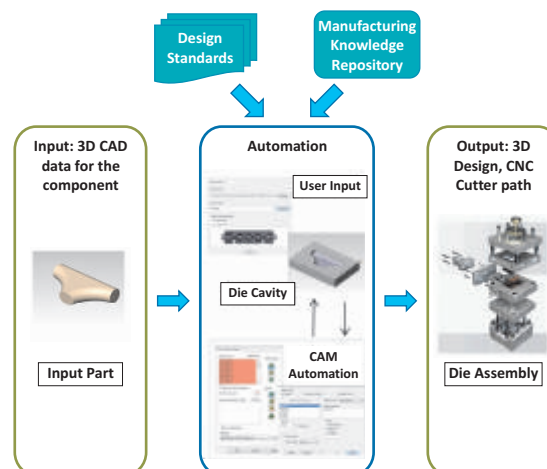 Design
Standards
Manufacturing
Knowledge
Repository
Input: 3D CAD
data for the
component
Input Part
Automation
User Input
Die Cavity
CAM
Automation
Output: 3D
Design, CNC
Cutter path
Die Assembly